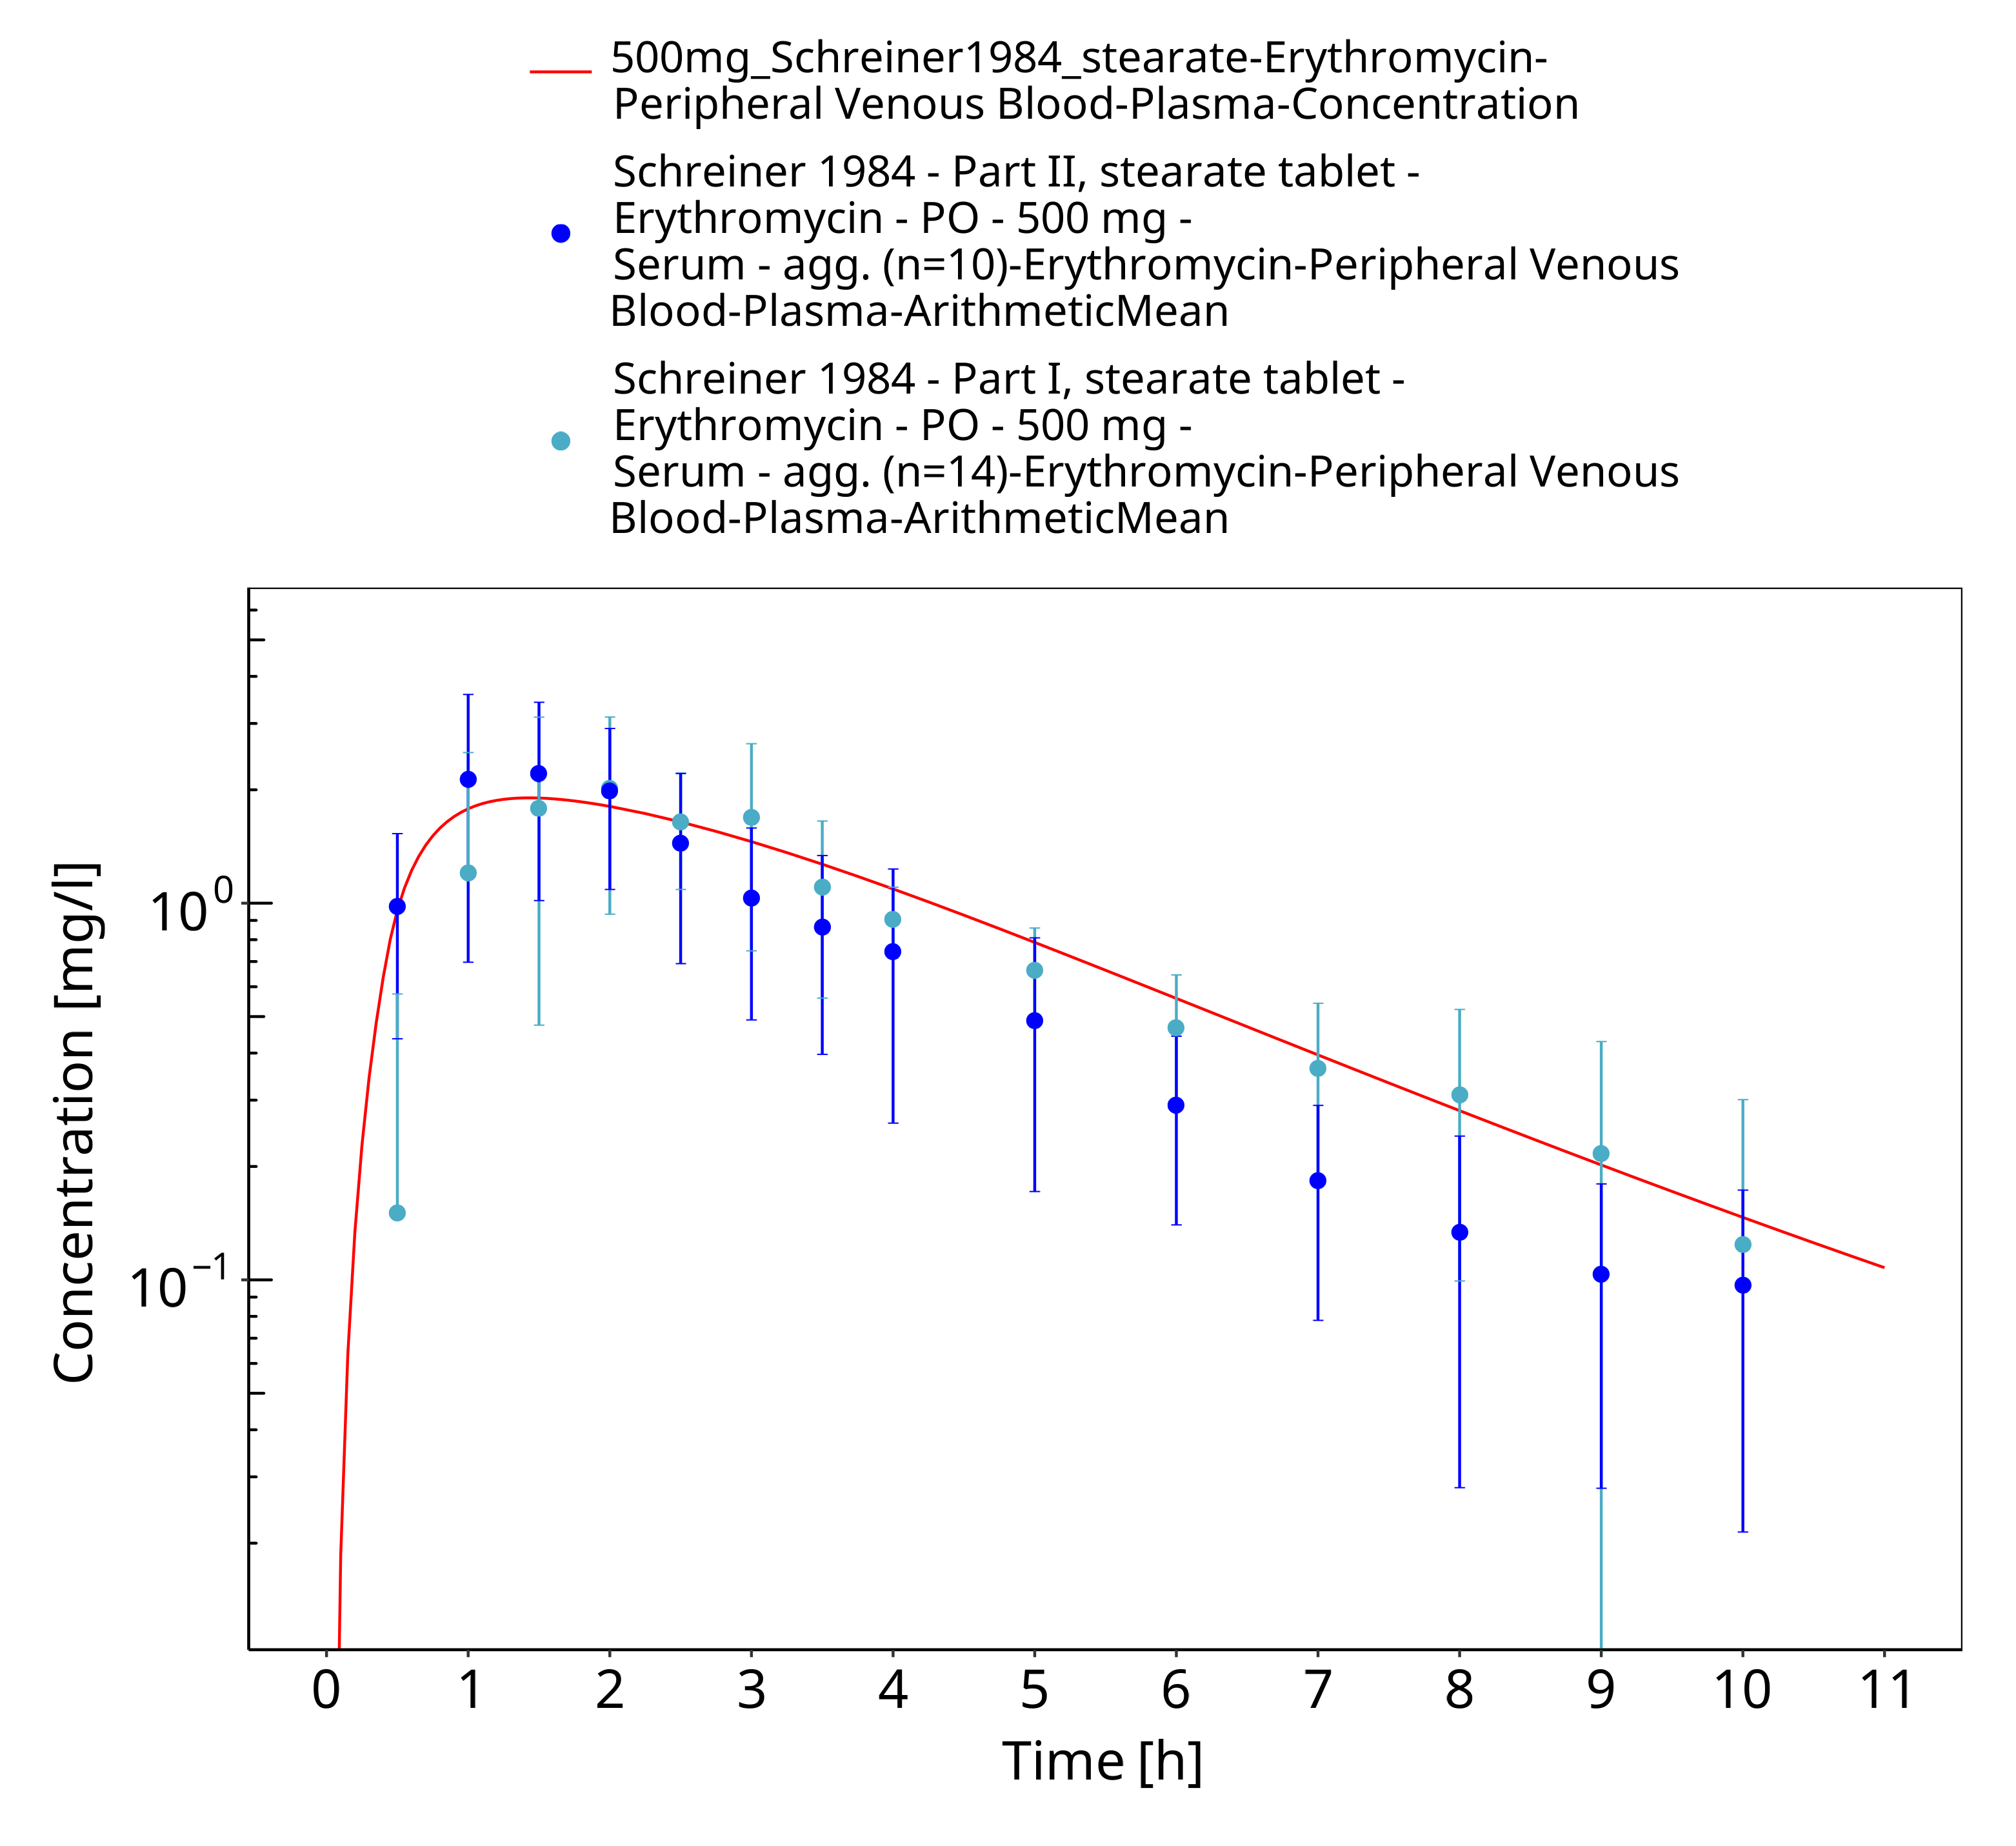 500mg_Schreiner1984_stearate-Erythromycin-
Peripheral Venous Blood-Plasma-Concentration
Schreiner 1984 - Part II, stearate tablet -
Erythromycin - PO - 500 mg -
Serum - agg. (n=10)-Erythromycin-Peripheral Venous
Blood-Plasma-ArithmeticMean
Schreiner 1984 - Part I, stearate tablet -
Erythromycin - PO - 500 mg -
Serum - agg. (n=14)-Erythromycin-Peripheral Venous
Blood-Plasma-ArithmeticMean
Concentration [mg/l]
10⁰
10⁻¹
0 1 2 3 4 5 6 7 8 9 10 11
Time [h]